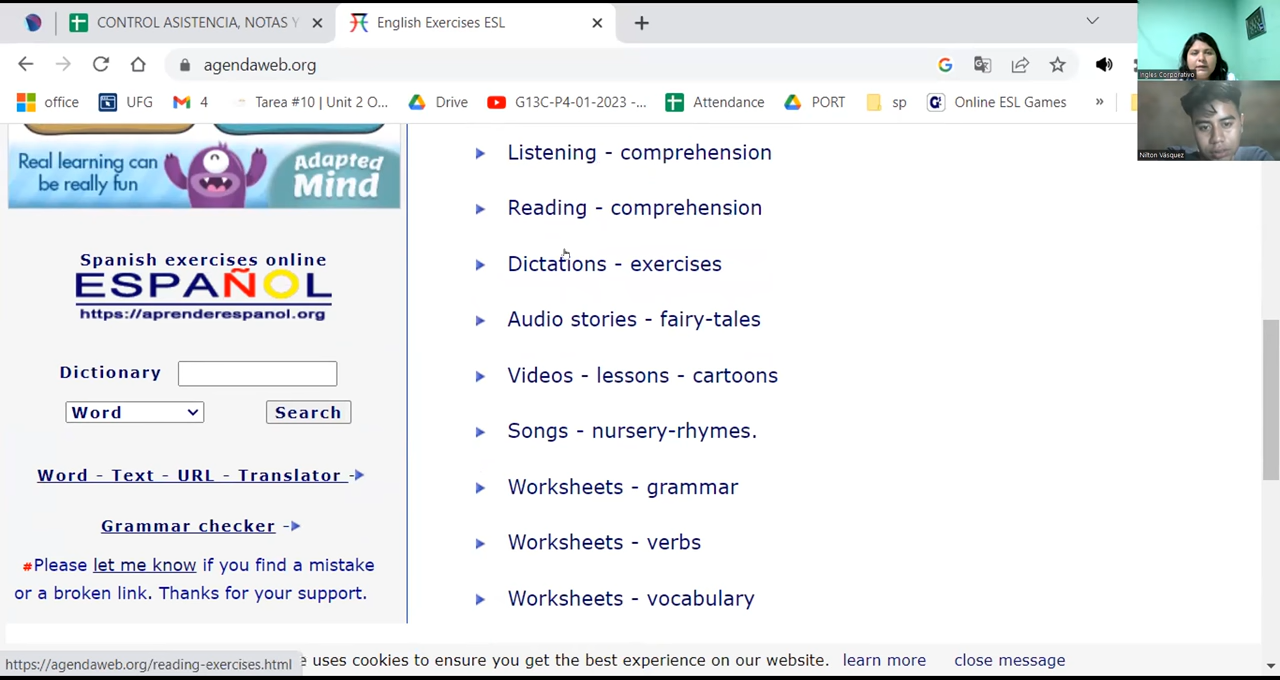 CONTROL ASISTENCIA, NOTAS Y
English Exercises ESL
agendaweb.org
office
UFG
4
Tarea #10 | Unit 2 O...
Drive
G13C-P4-01-2023 -...
Attendance
PORT
sp
Online ESL Games
»
Ingles Corporativo
Nilton Vásquez
Real learning can
be really fun
Adapted
Mind
Spanish exercises online
ESPAÑOL
https://aprenderespanol.org
Dictionary
Word
Search
Word - Text - URL - Translator
Grammar checker
#Please let me know if you find a mistake
or a broken link. Thanks for your support.
Listening - comprehension
Reading - comprehension
Dictations - exercises
Audio stories - fairy-tales
Videos - lessons - cartoons
Songs - nursery-rhymes.
Worksheets - grammar
Worksheets - verbs
Worksheets - vocabulary
https://agendaweb.org/reading-exercises.html
e uses cookies to ensure you get the best experience on our website. learn more close message